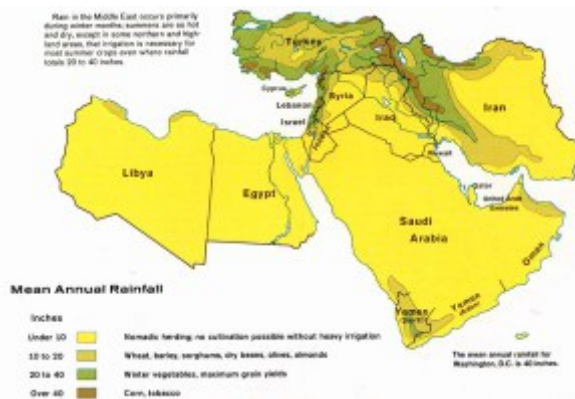 Rain in the Middle East occurs primarily
during winter months; summers are so hot
and dry, except in some northern and high-
land areas, that irrigation is necessary for
most summer crops even where rainfall
totals 20 to 40 inches.
Turkey
Cyprus
Lebanon
Syria
Israel
Iraq
Iran
Kuwait
Libya
Egypt
Qatar
United Arab
Emirates
Saudi
Arabia
Oman
Yemen
Yemen
Mean Annual Rainfall
Inches
Under 10 Nomadic herding; no cultivation possible without heavy irrigation
10 to 20 Wheat, barley, sorghums, dry beans, olives, almonds
20 to 40 Winter vegetables, maximum grain yields
Over 40 Corn, tobacco
The mean annual rainfall for
Washington, D.C. is 40 inches.